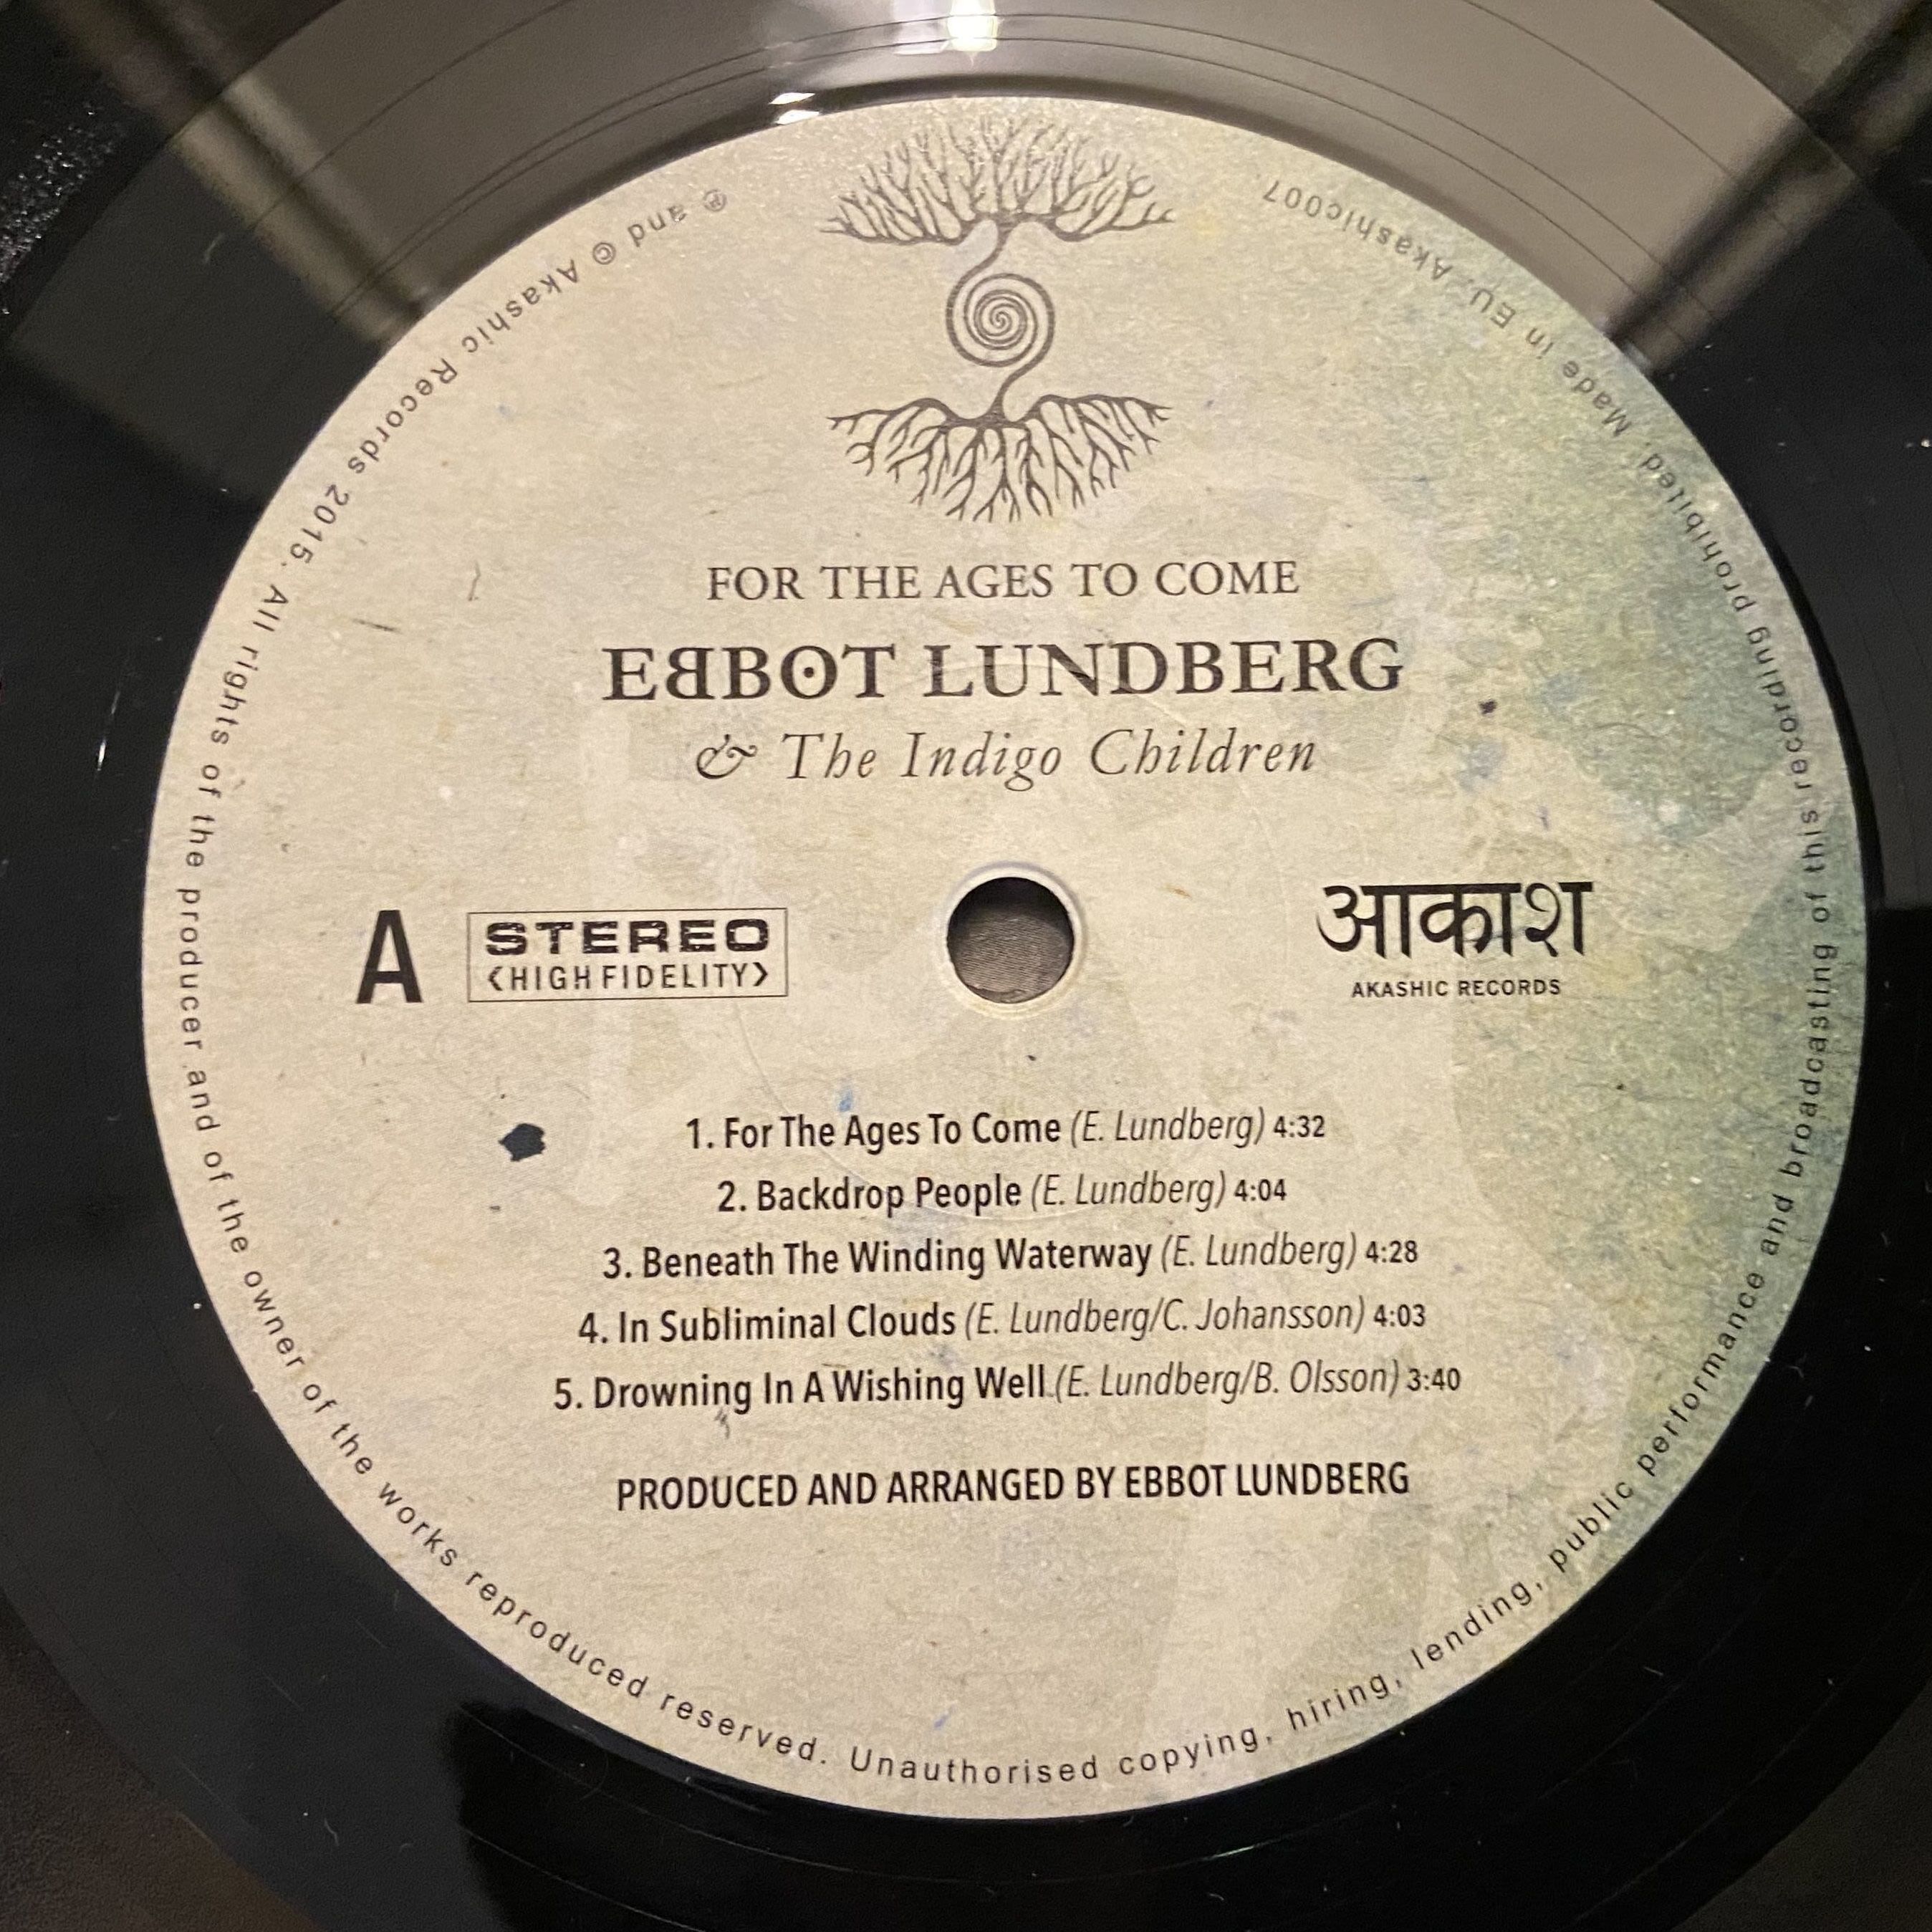 FOR THE AGES TO COME
EBBOT LUNDBERG
& The Indigo Children
A
STEREO
<HIGH FIDELITY>
आकाश
AKASHIC RECORDS
1. For The Ages To Come (E. Lundberg) 4:32
2. Backdrop People (E. Lundberg) 4:04
3. Beneath The Winding Waterway (E. Lundberg) 4:28
4. In Subliminal Clouds (E. Lundberg/C. Johansson) 4:03
5. Drowning In A Wishing Well (E. Lundberg/B. Olsson) 3:40
PRODUCED AND ARRANGED BY EBBOT LUNDBERG
℗ and © Akashic Records 2015. All rights of the producer and of the owner of the works reproduced reserved. Unauthorised copying, hiring, lending, public performance and broadcasting of this recording prohibited. Made in EU. Akashic007